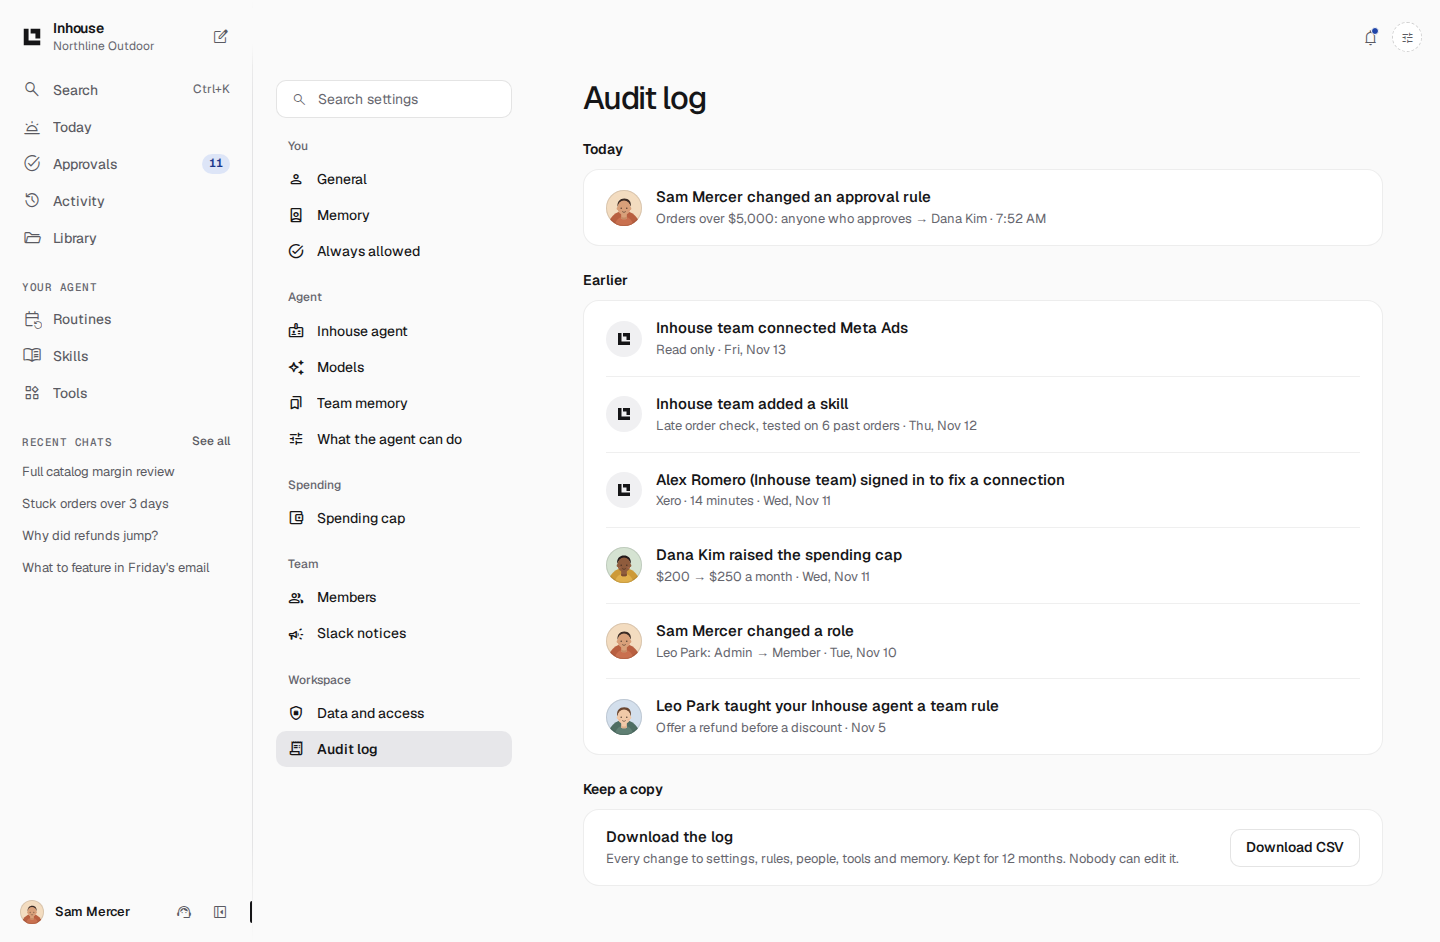 Inhouse
Northline Outdoor
Search Ctrl+K
Today
Approvals 11
Activity
Library
YOUR AGENT
Routines
Skills
Tools
RECENT CHATS See all
Full catalog margin review
Stuck orders over 3 days
Why did refunds jump?
What to feature in Friday's email
Sam Mercer
Search settings
You
General
Memory
Always allowed
Agent
Inhouse agent
Models
Team memory
What the agent can do
Spending
Spending cap
Team
Members
Slack notices
Workspace
Data and access
Audit log
Audit log
Today
Sam Mercer changed an approval rule
Orders over $5,000: anyone who approves → Dana Kim · 7:52 AM
Earlier
Inhouse team connected Meta Ads
Read only · Fri, Nov 13
Inhouse team added a skill
Late order check, tested on 6 past orders · Thu, Nov 12
Alex Romero (Inhouse team) signed in to fix a connection
Xero · 14 minutes · Wed, Nov 11
Dana Kim raised the spending cap
$200 → $250 a month · Wed, Nov 11
Sam Mercer changed a role
Leo Park: Admin → Member · Tue, Nov 10
Leo Park taught your Inhouse agent a team rule
Offer a refund before a discount · Nov 5
Keep a copy
Download the log
Every change to settings, rules, people, tools and memory. Kept for 12 months. Nobody can edit it.
Download CSV